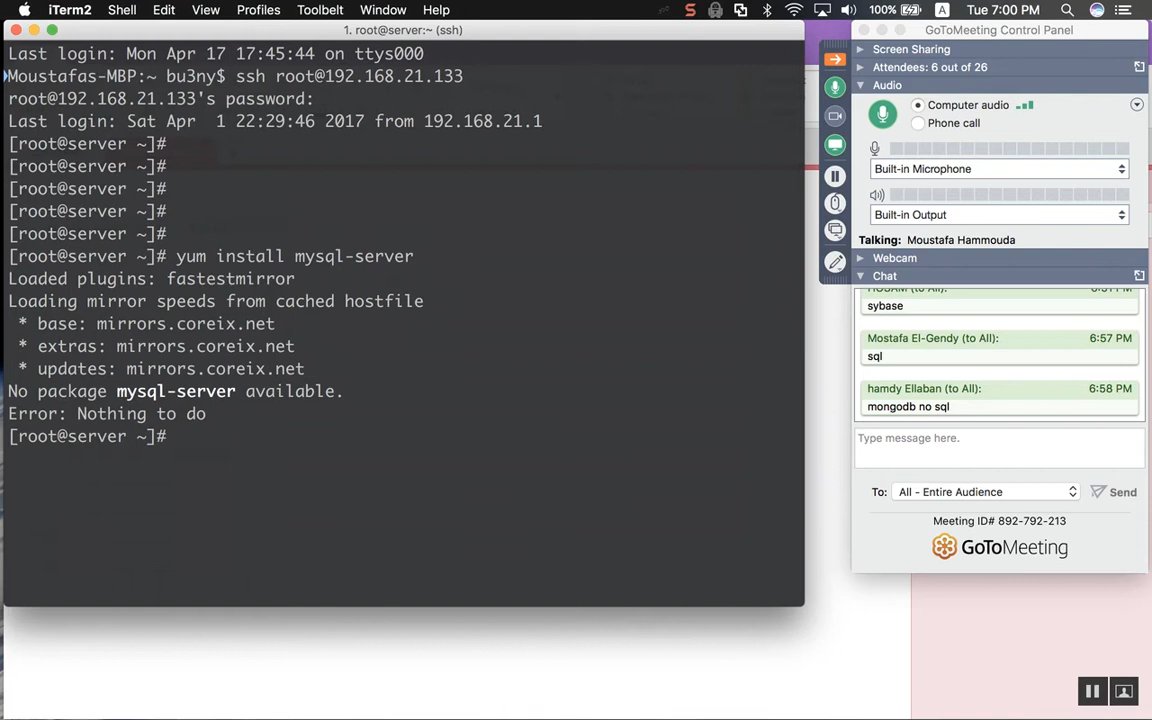 iTerm2 Shell Edit View Profiles Toolbelt Window Help
100% A Tue 7:00 PM
1. root@server:~ (ssh)
Last login: Mon Apr 17 17:45:44 on ttys000
Moustafas-MBP:~ bu3ny$ ssh root@192.168.21.133
root@192.168.21.133's password:
Last login: Sat Apr  1 22:29:46 2017 from 192.168.21.1
[root@server ~]#
[root@server ~]#
[root@server ~]#
[root@server ~]#
[root@server ~]#
[root@server ~]# yum install mysql-server
Loaded plugins: fastestmirror
Loading mirror speeds from cached hostfile
 * base: mirrors.coreix.net
 * extras: mirrors.coreix.net
 * updates: mirrors.coreix.net
No package mysql-server available.
Error: Nothing to do
[root@server ~]#
GoToMeeting Control Panel
Screen Sharing
Attendees: 6 out of 26
Audio
Computer audio
Phone call
Built-in Microphone
Built-in Output
Talking: Moustafa Hammouda
Webcam
Chat
sybase
Mostafa El-Gendy (to All): 6:57 PM
sql
hamdy Ellaban (to All): 6:58 PM
mongodb no sql
Type message here.
To: All - Entire Audience Send
Meeting ID# 892-792-213
GoToMeeting